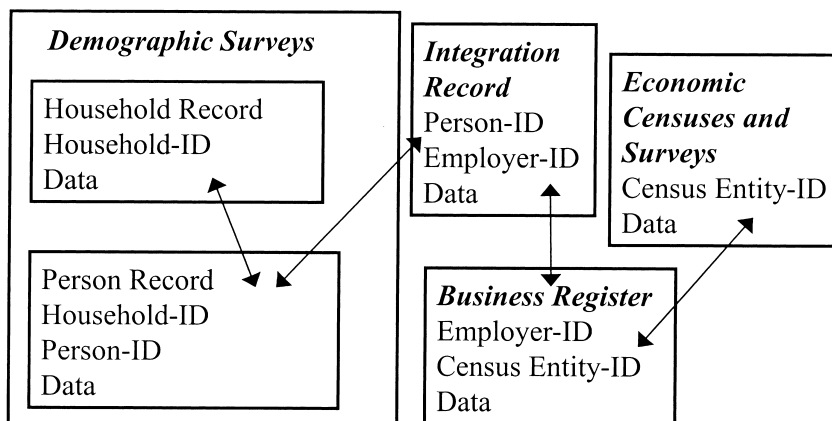 Demographic Surveys
Household Record
Household-ID
Data
Person Record
Household-ID
Person-ID
Data
Integration
Record
Person-ID
Employer-ID
Data
Business Register
Employer-ID
Census Entity-ID
Data
Economic
Censuses and
Surveys
Census Entity-ID
Data